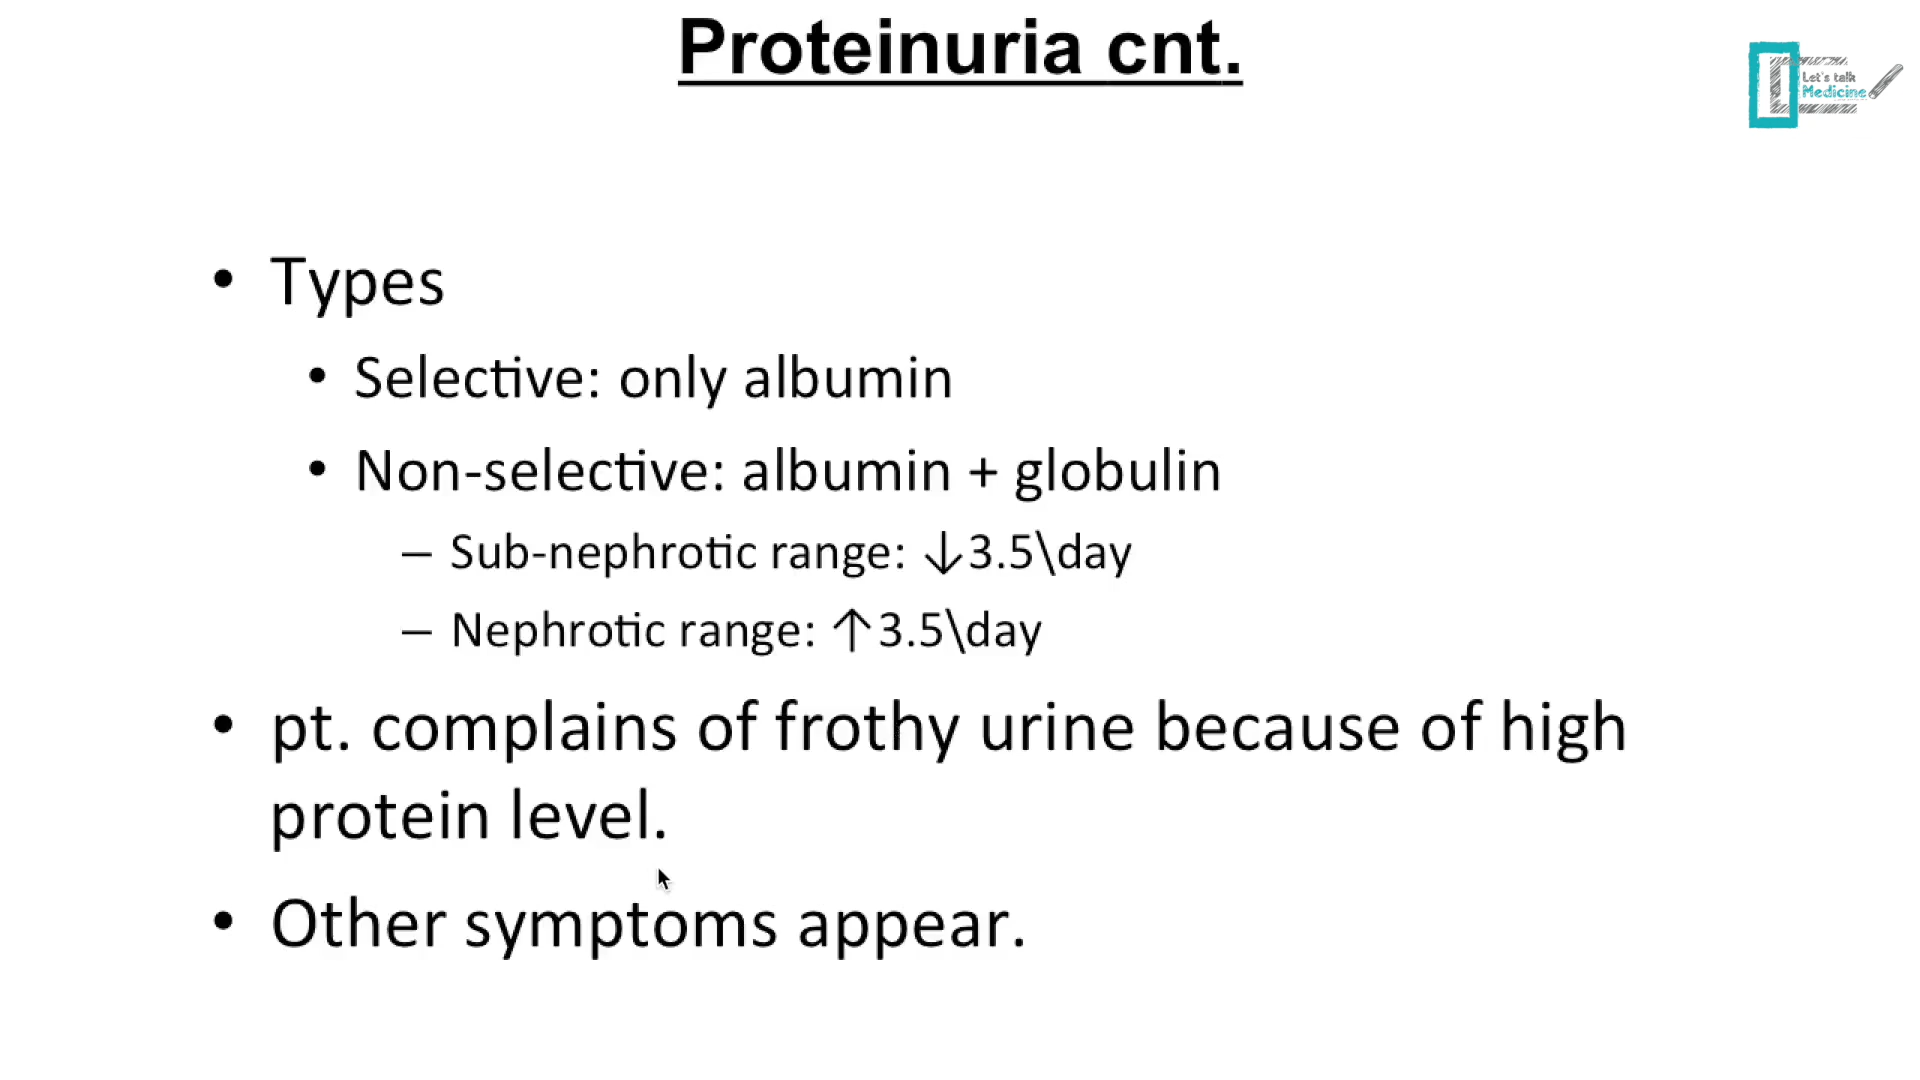 Proteinuria cnt.
Let's talk
Medicine
• Types
• Selective: only albumin
• Non-selective: albumin + globulin
– Sub-nephrotic range: ↓3.5\day
– Nephrotic range: ↑3.5\day
• pt. complains of frothy urine because of high
protein level.
• Other symptoms appear.